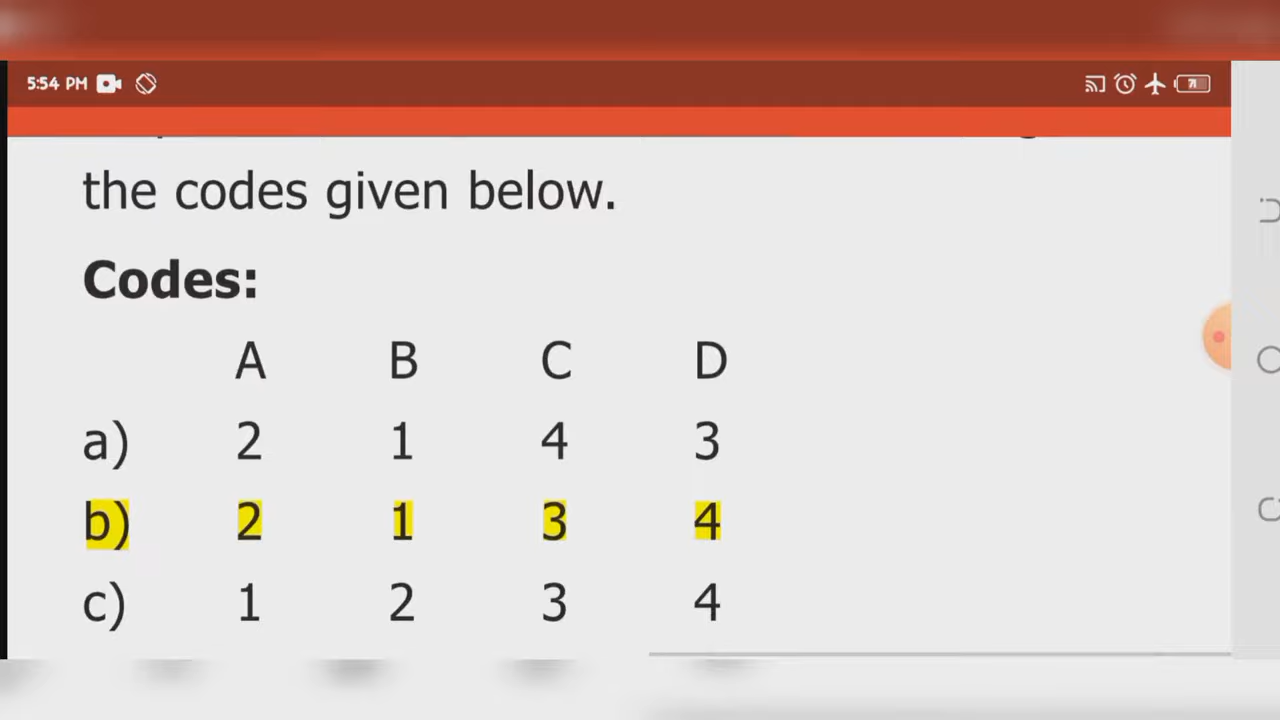 5:54 PM
71
the codes given below.
Codes:
A B C D
a) 2 1 4 3
b) 2 1 3 4
c) 1 2 3 4